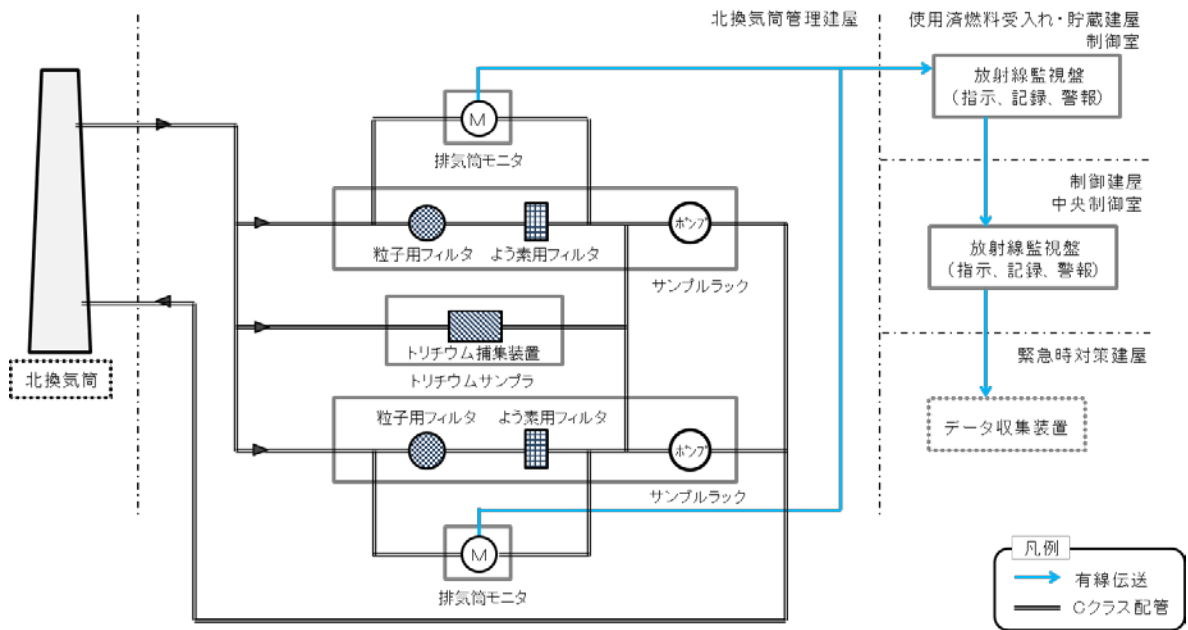 北換気筒管理建屋
使用済燃料受入れ・貯蔵建屋
制御室
放射線監視盤
(指示、記録、警報)
M
排気筒モニタ
制御建屋
中央制御室
ポンプ
粒子用フィルタ
よう素用フィルタ
サンプルラック
放射線監視盤
(指示、記録、警報)
トリチウム捕集装置
トリチウムサンプラ
緊急時対策建屋
北換気筒
粒子用フィルタ
よう素用フィルタ
ポンプ
サンプルラック
データ収集装置
M
排気筒モニタ
凡例
有線伝送
Cクラス配管